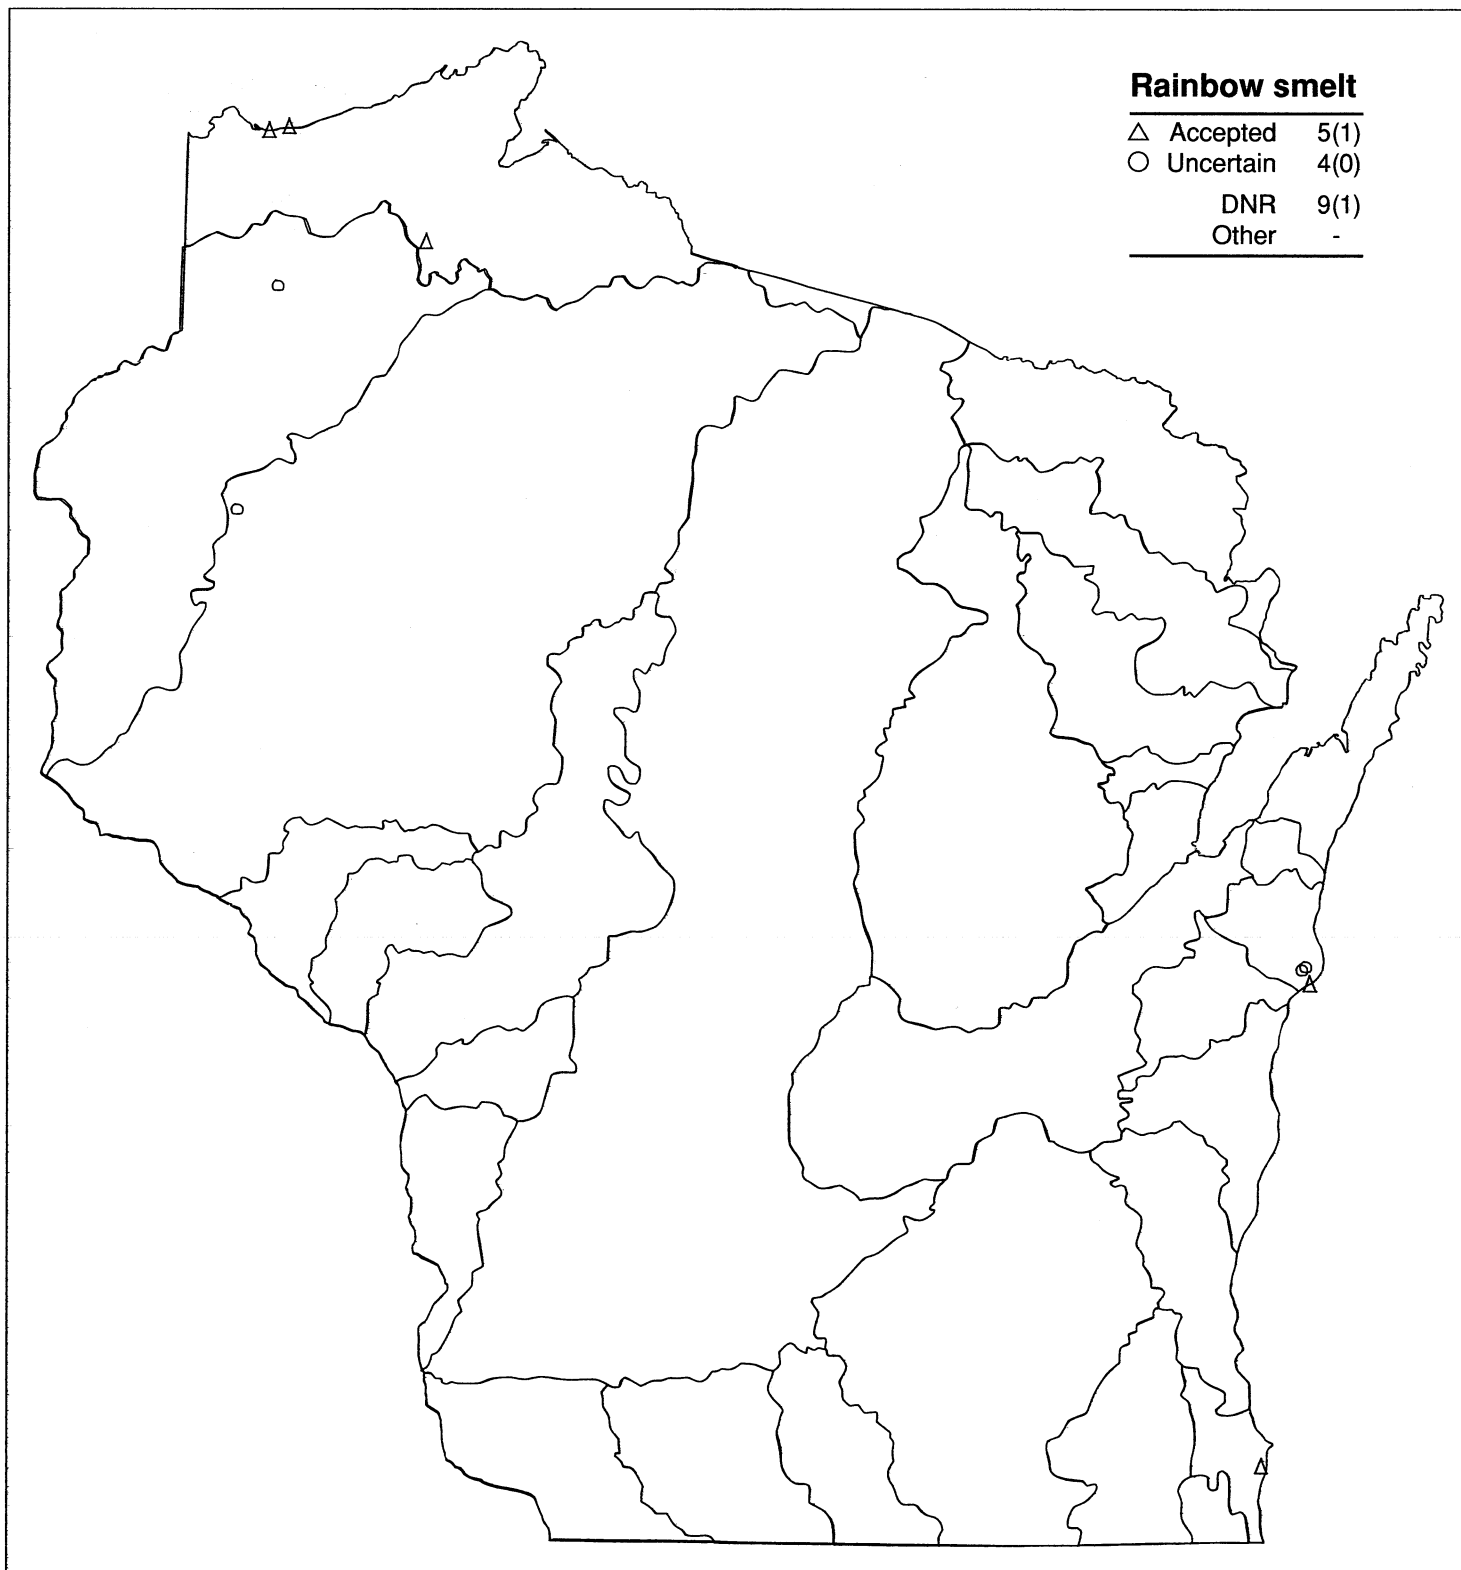 Rainbow smelt
△ Accepted 5(1)
○ Uncertain 4(0)
DNR 9(1)
Other -